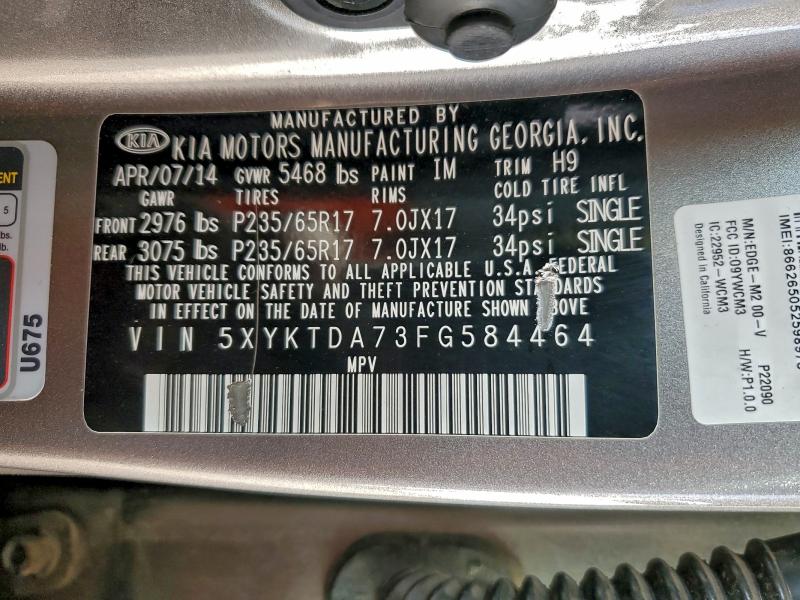 MANUFACTURED BY
KIA KIA MOTORS MANUFACTURING GEORGIA, INC.
APR/07/14 GVWR 5468 lbs PAINT IM TRIM H9
GAWR TIRES RIMS COLD TIRE INFL
FRONT 2976 lbs P235/65R17 7.0JX17 34psi SINGLE
REAR 3075 lbs P235/65R17 7.0JX17 34psi SINGLE
THIS VEHICLE CONFORMS TO ALL APPLICABLE U.S.A. FEDERAL
MOTOR VEHICLE SAFETY AND THEFT PREVENTION STANDARDS
IN EFFECT ON THE DATE OF MANUFACTURE SHOWN ABOVE
VIN 5XYKTDA73FG584464
MPV
5
lb.
U675
M/N:EDGE-M2 00-V P22090
FCC ID:09YWCM3 H/W:P1.0.0
IC:22952-WCM3
Designed in California